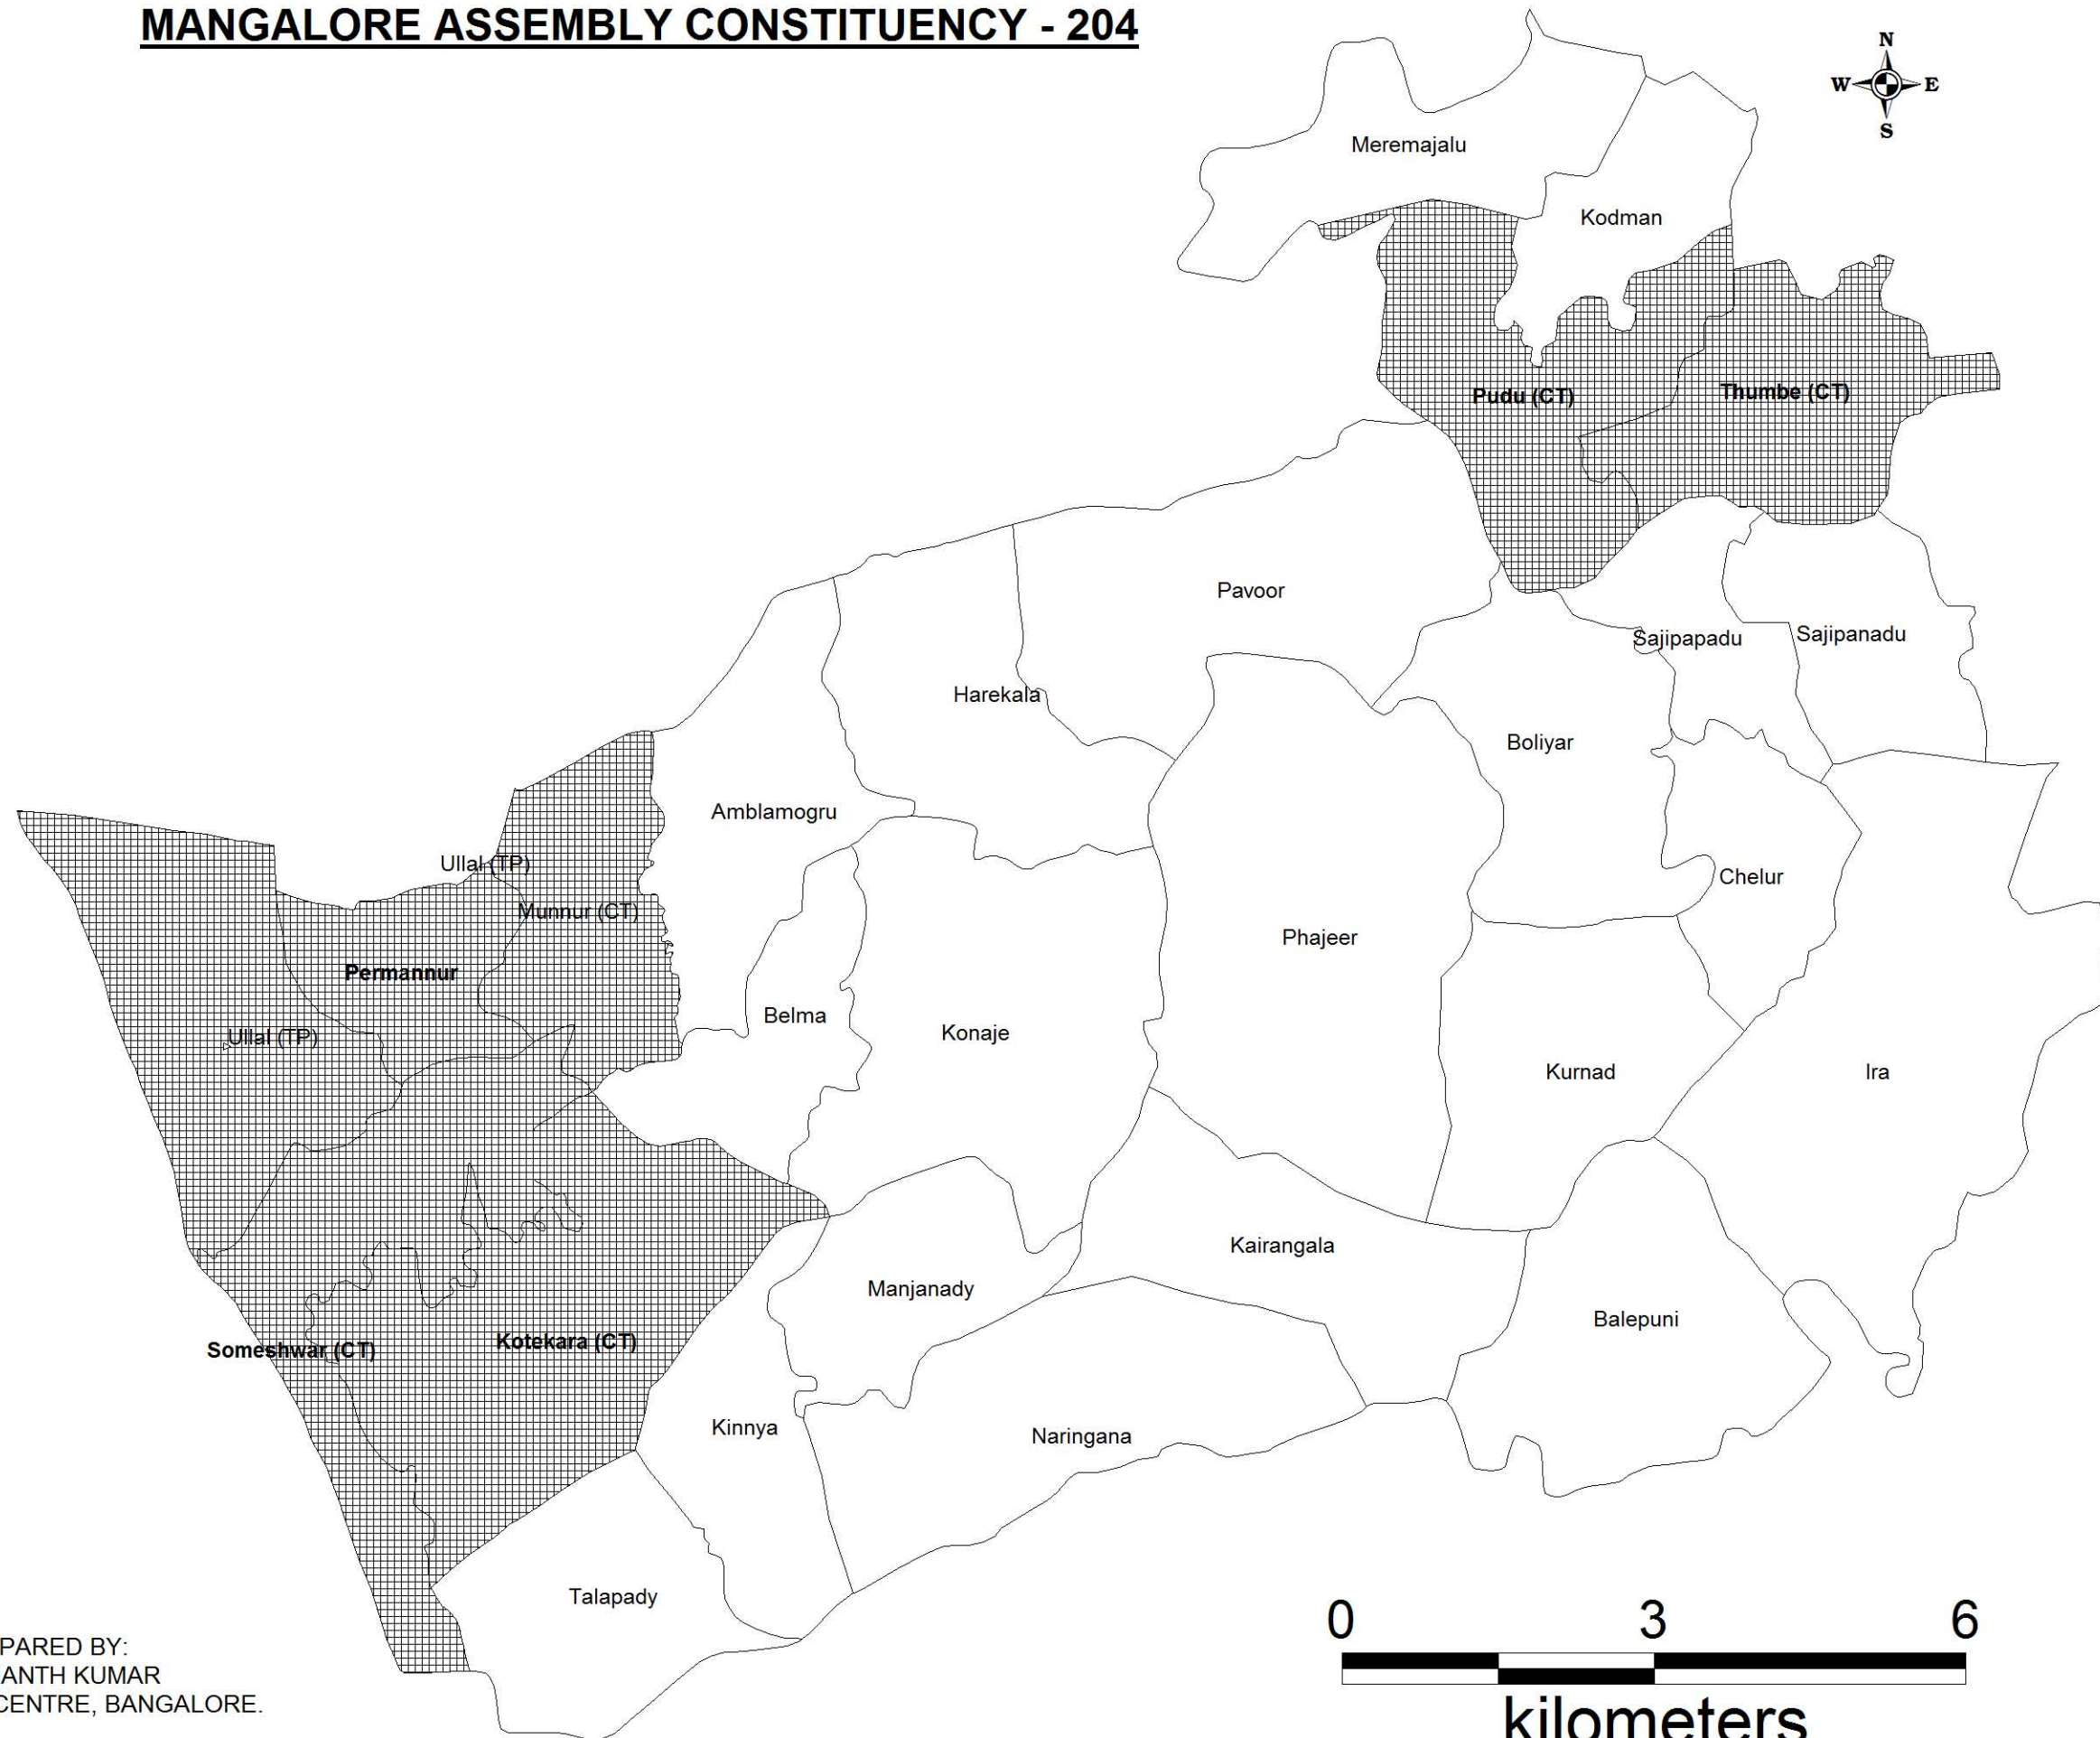 MANGALORE ASSEMBLY CONSTITUENCY - 204
N
W E
S
Meremajalu
Kodman
Pudu (CT)
Thumbe (CT)
Pavoor
Sajipapadu
Sajipanadu
Harekala
Boliyar
Amblamogru
Ullal (TP)
Munnur (CT)
Chelur
Phajeer
Permannur
Belma
Konaje
Ullal (TP)
Kurnad
Ira
Kairangala
Manjanady
Balepuni
Someshwar (CT)
Kotekara (CT)
Kinnya
Naringana
Talapady
0 3 6
kilometers
PARED BY:
ANTH KUMAR
CENTRE, BANGALORE.